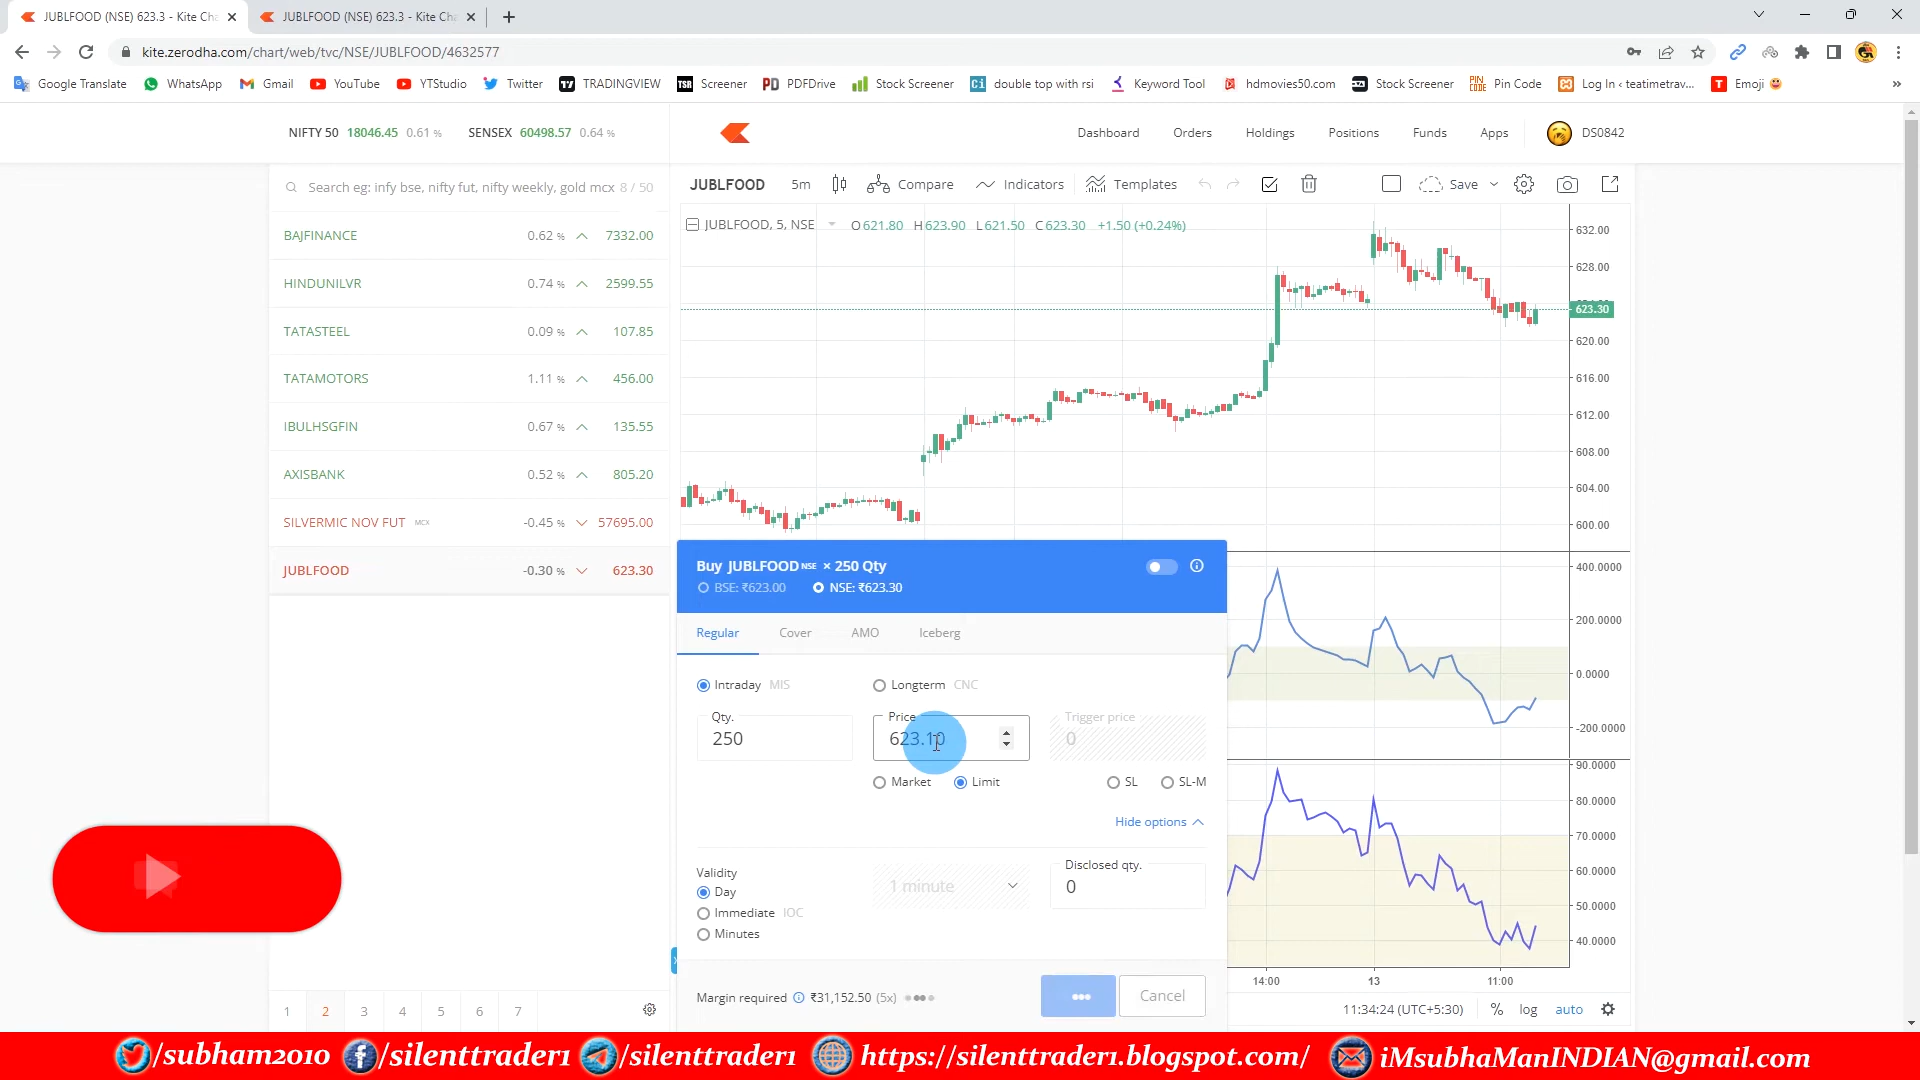 JUBLFOOD (NSE) 623.3 - Kite Cha
JUBLFOOD (NSE) 623.3 - Kite Cha
kite.zerodha.com/chart/web/tvc/NSE/JUBLFOOD/4632577
Google Translate WhatsApp Gmail YouTube YTStudio Twitter TRADINGVIEW Screener PDFDrive Stock Screener double top with rsi Keyword Tool hdmovies50.com Stock Screener Pin Code Log In ‹ teatimetrav... Emoji
NIFTY 50 18046.45 0.61 % SENSEX 60498.57 0.64 %
Dashboard Orders Holdings Positions Funds Apps DS0842
Search eg: infy bse, nifty fut, nifty weekly, gold mcx 8 / 50
BAJFINANCE 0.62 % 7332.00
HINDUNILVR 0.74 % 2599.55
TATASTEEL 0.09 % 107.85
TATAMOTORS 1.11 % 456.00
IBULHSGFIN 0.67 % 135.55
AXISBANK 0.52 % 805.20
SILVERMIC NOV FUT MCX -0.45 % 57695.00
JUBLFOOD -0.30 % 623.30
1 2 3 4 5 6 7
JUBLFOOD 5m Compare Indicators Templates Save
JUBLFOOD, 5, NSE O621.80 H623.90 L621.50 C623.30 +1.50 (+0.24%)
632.00
628.00
623.30
620.00
616.00
612.00
608.00
604.00
600.00
400.0000
200.0000
0.0000
-200.0000
90.0000
80.0000
70.0000
60.0000
50.0000
40.0000
14:00 13 11:00
11:34:24 (UTC+5:30) % log auto
Buy JUBLFOOD NSE × 250 Qty
BSE: ₹623.00 NSE: ₹623.30
Regular Cover AMO Iceberg
Intraday MIS Longterm CNC
Qty. Price Trigger price
250 623.10 0
Market Limit SL SL-M
Hide options
Validity Disclosed qty.
Day 1 minute 0
Immediate IOC
Minutes
Margin required ₹31,152.50 (5x)
Cancel
/subham2010 /silenttrader1 /silenttrader1 https://silenttrader1.blogspot.com/ iMsubhaManINDIAN@gmail.com